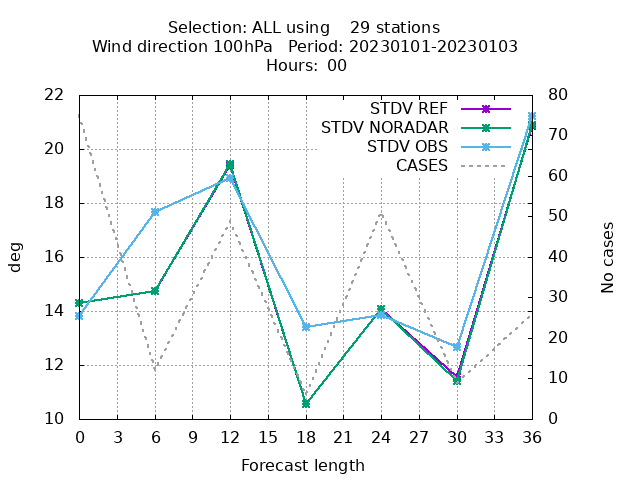 Selection: ALL using    29 stations
Wind direction 100hPa   Period: 20230101-20230103
Hours: 00
STDV REF
STDV NORADAR
STDV OBS
CASES
22
20
18
16
14
12
10
80
70
60
50
40
30
20
10
0
deg
No cases
0 3 6 9 12 15 18 21 24 27 30 33 36
Forecast length